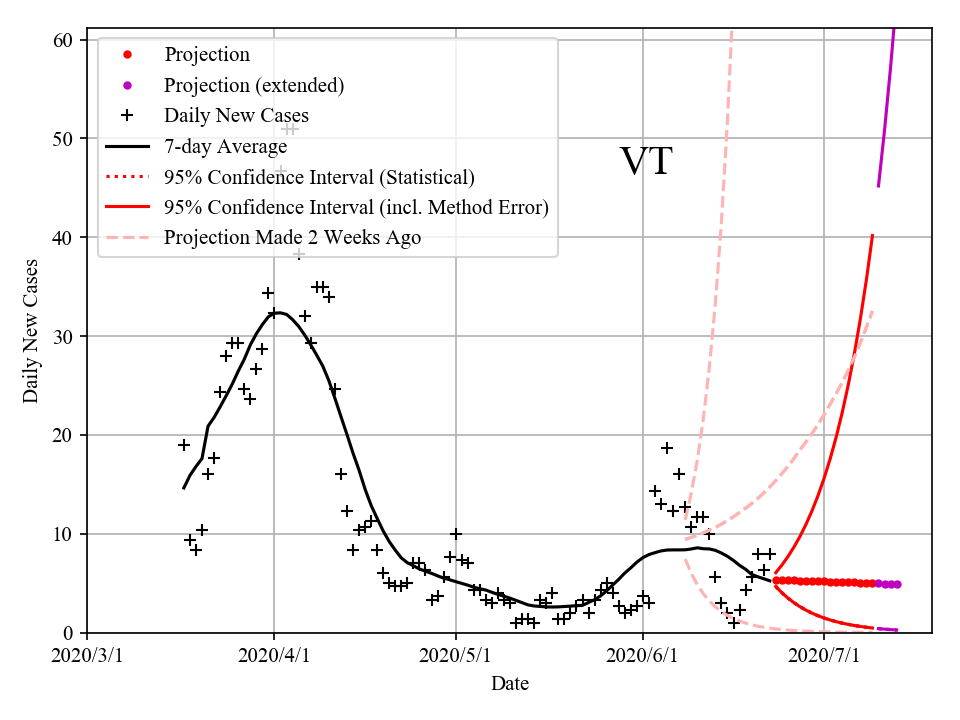 60
50
40
30
20
10
0
Daily New Cases
Projection
Projection (extended)
Daily New Cases
7-day Average
95% Confidence Interval (Statistical)
95% Confidence Interval (incl. Method Error)
Projection Made 2 Weeks Ago
VT
2020/3/1 2020/4/1 2020/5/1 2020/6/1 2020/7/1
Date